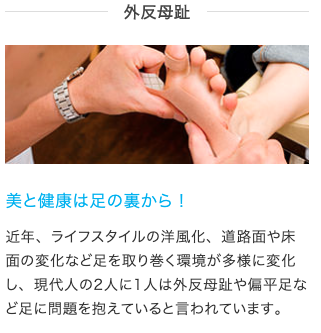 外反母趾
美と健康は足の裏から！
近年、ライフスタイルの洋風化、道路面や床
面の変化など足を取り巻く環境が多様に変化
し、現代人の2人に1人は外反母趾や偏平足な
ど足に問題を抱えていると言われています。